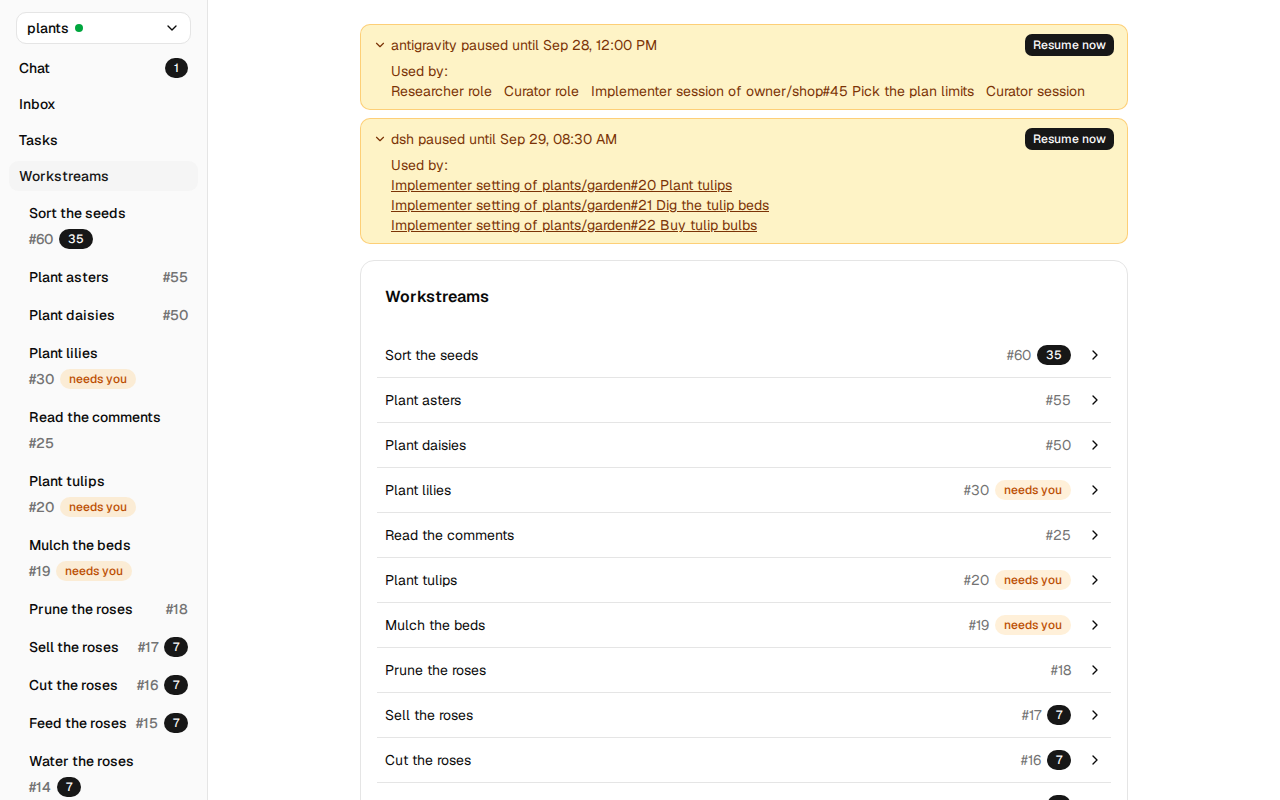 plants
Chat 1
Inbox
Tasks
Workstreams
Sort the seeds
#60 35
Plant asters #55
Plant daisies #50
Plant lilies
#30 needs you
Read the comments
#25
Plant tulips
#20 needs you
Mulch the beds
#19 needs you
Prune the roses #18
Sell the roses #17 7
Cut the roses #16 7
Feed the roses #15 7
Water the roses
#14 7
antigravity paused until Sep 28, 12:00 PM Resume now
Used by:
Researcher role Curator role Implementer session of owner/shop#45 Pick the plan limits Curator session
dsh paused until Sep 29, 08:30 AM Resume now
Used by:
Implementer setting of plants/garden#20 Plant tulips
Implementer setting of plants/garden#21 Dig the tulip beds
Implementer setting of plants/garden#22 Buy tulip bulbs
Workstreams
Sort the seeds #60 35
Plant asters #55
Plant daisies #50
Plant lilies #30 needs you
Read the comments #25
Plant tulips #20 needs you
Mulch the beds #19 needs you
Prune the roses #18
Sell the roses #17 7
Cut the roses #16 7